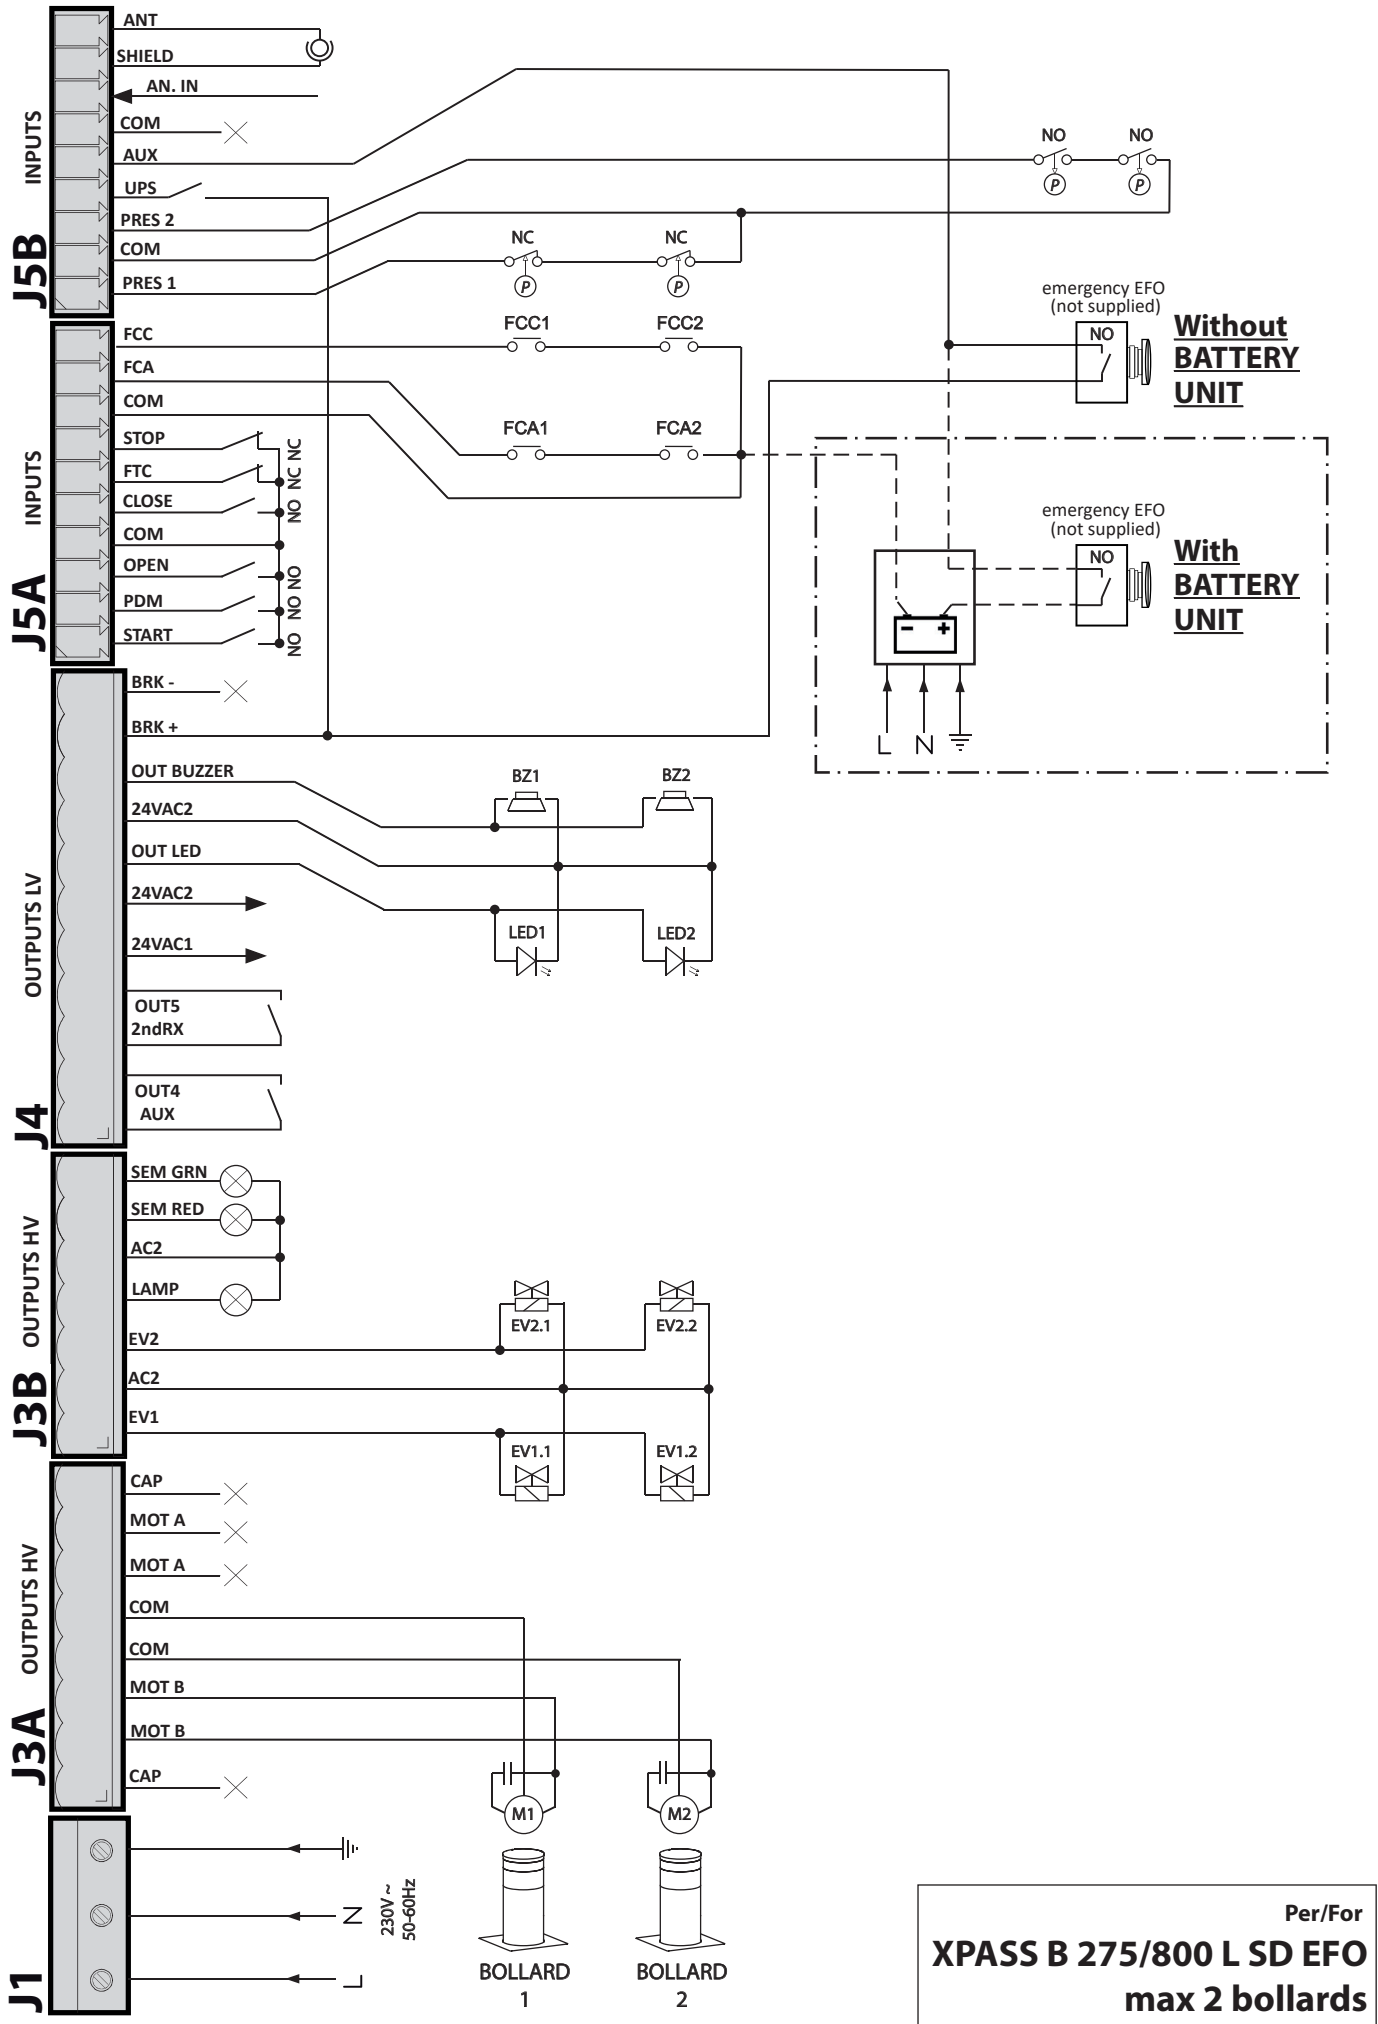 J5B
INPUTS
ANT
SHIELD
AN. IN
COM
AUX
UPS
PRES 2
COM
PRES 1
NO
NO
P
P
NC
NC
P
P
J5A
INPUTS
FCC
FCA
COM
STOP
FTC
CLOSE
COM
OPEN
PDM
START
NC
NC
NO
NO
NO
NO
FCC1
FCC2
FCA1
FCA2
emergency EFO
(not supplied)
NO
Without
BATTERY
UNIT
emergency EFO
(not supplied)
NO
With
BATTERY
UNIT
- +
L N
J4
OUTPUTS LV
BRK -
BRK +
OUT BUZZER
24VAC2
OUT LED
24VAC2
24VAC1
OUT5
2ndRX
OUT4
AUX
BZ1
BZ2
LED1
LED2
J3B
OUTPUTS HV
SEM GRN
SEM RED
AC2
LAMP
EV2
AC2
EV1
EV2.1
EV2.2
EV1.1
EV1.2
J3A
OUTPUTS HV
CAP
MOT A
MOT A
COM
COM
MOT B
MOT B
CAP
M1
M2
J1
N
L
230V ~
50-60Hz
BOLLARD
1
BOLLARD
2
Per/For
XPASS B 275/800 L SD EFO
max 2 bollards